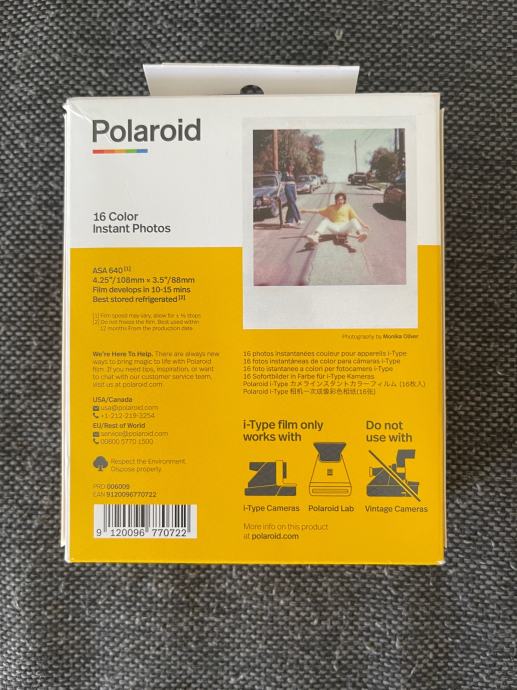 Polaroid
16 Color
Instant Photos
ASA 640 [1]
4.25"/108mm × 3.5"/88mm
Film develops in 10-15 mins
Best stored refrigerated [2]
[1] Film speed may vary, allow for ± ⅓ stops
[2] Do not freeze the film. Best used within
12 months from the production date
Photography by Monika Oliver
We're Here To Help. There are always
new ways to bring magic to life with Polaroid
film. If you need tips, inspiration, or want
to chat with our customer service team,
visit us at polaroid.com
USA/Canada
usa@polaroid.com
+1-212-219-3254
EU/Rest of World
service@polaroid.com
00800 5770 1500
Respect the Environment.
Dispose properly.
PRD 006009
EAN 9120096770722
9 120096 770722
16 photos instantanées couleur pour appareils i-Type
16 fotos instantáneas de color para cámaras i-Type
16 foto istantanee a colori per fotocamere i-Type
16 Sofortbilder in Farbe für i-Type Kameras
Polaroid i-Type カメラインスタントカラーフィルム (16枚入)
Polaroid i-Type 相机一次成像彩色相纸(16张)
i-Type film only
works with
Do not
use with
i-Type Cameras
Polaroid Lab
Vintage Cameras
More info on this product
at polaroid.com